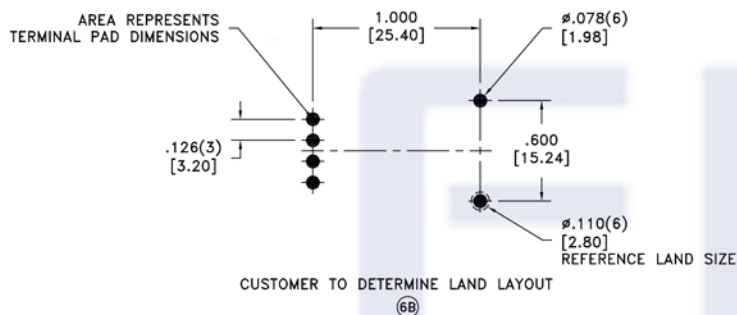 AREA REPRESENTS
TERMINAL PAD DIMENSIONS
1.000
[25.40]
ø.078(6)
[1.98]
.126(3)
[3.20]
.600
[15.24]
ø.110(6)
[2.80]
REFERENCE LAND SIZE
CUSTOMER TO DETERMINE LAND LAYOUT
6B